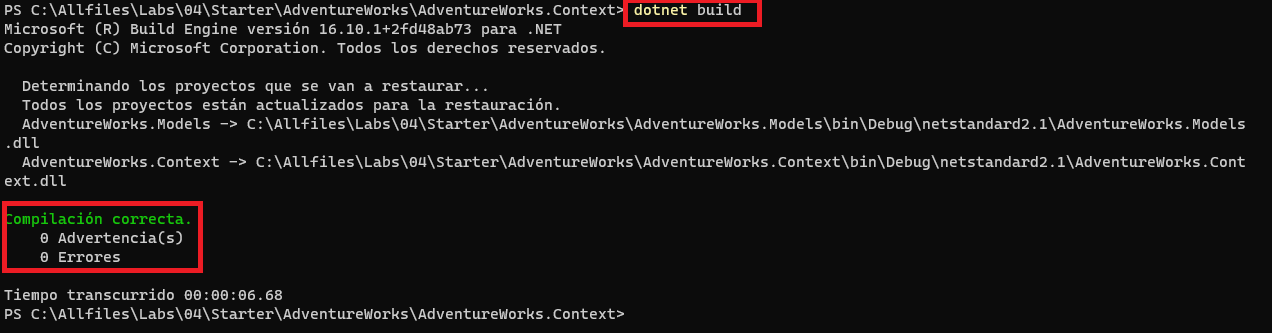 PS C:\Allfiles\Labs\04\Starter\AdventureWorks\AdventureWorks.Context> dotnet build
Microsoft (R) Build Engine versión 16.10.1+2fd48ab73 para .NET
Copyright (C) Microsoft Corporation. Todos los derechos reservados.
Determinando los proyectos que se van a restaurar...
Todos los proyectos están actualizados para la restauración.
AdventureWorks.Models -> C:\Allfiles\Labs\04\Starter\AdventureWorks\AdventureWorks.Models\bin\Debug\netstandard2.1\AdventureWorks.Models
.dll
AdventureWorks.Context -> C:\Allfiles\Labs\04\Starter\AdventureWorks\AdventureWorks.Context\bin\Debug\netstandard2.1\AdventureWorks.Cont
ext.dll
Compilación correcta.
0 Advertencia(s)
0 Errores
Tiempo transcurrido 00:00:06.68
PS C:\Allfiles\Labs\04\Starter\AdventureWorks\AdventureWorks.Context>